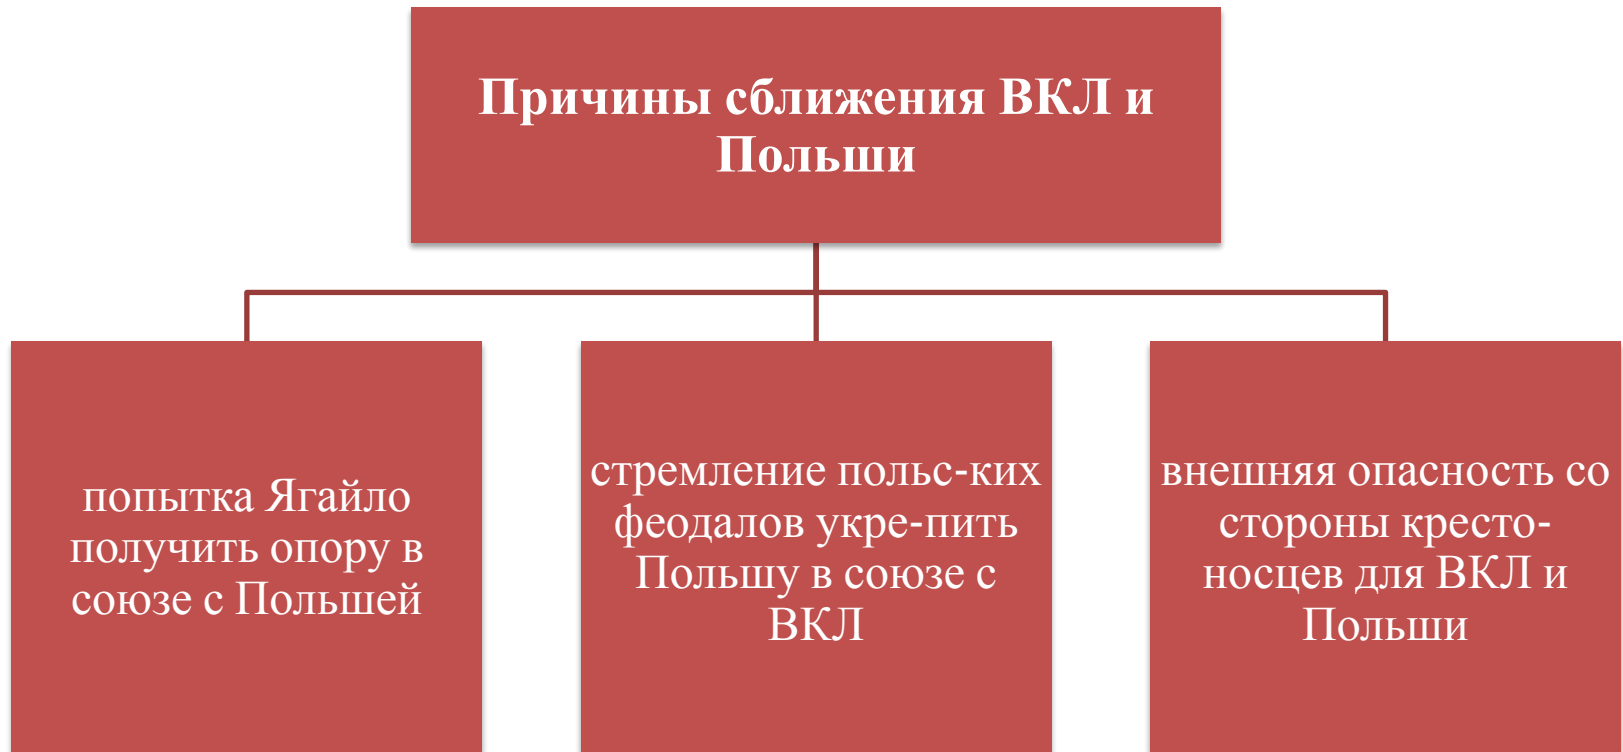 Причины сближения ВКЛ и
Польши
попытка Ягайло
получить опору в
союзе с Польшей
стремление польс-ких
феодалов укре-пить
Польшу в союзе с
ВКЛ
внешняя опасность со
стороны кресто-
носцев для ВКЛ и
Польши